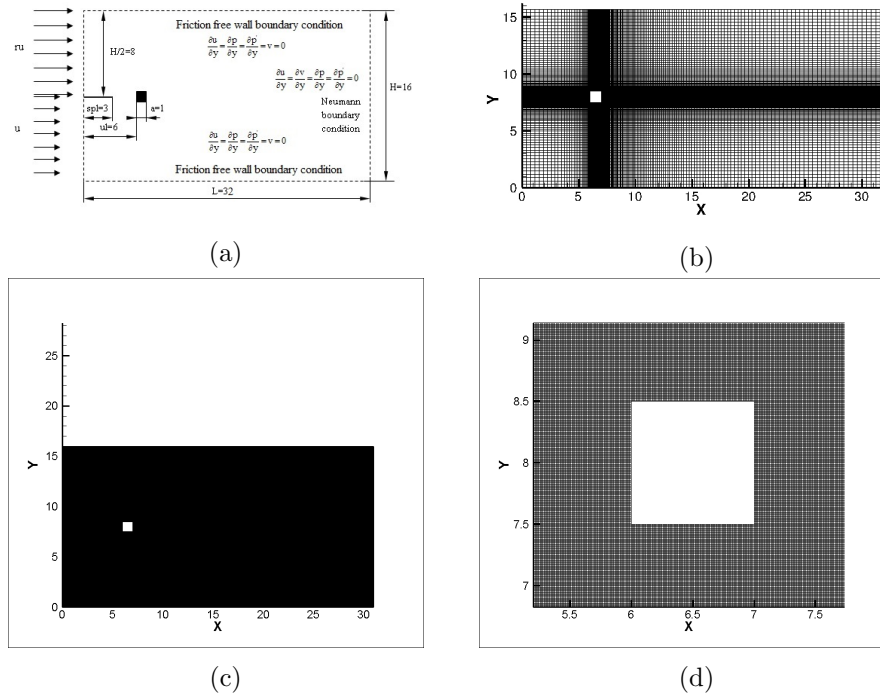 Friction free wall boundary condition
ru
H/2=8
∂u/∂y = ∂p/∂y = ∂p'/∂y = v = 0
∂u/∂y = ∂v/∂y = ∂p/∂y = ∂p'/∂y = 0
H=16
spl=3
a=1
Neumann
boundary
condition
ul=6
u
∂u/∂y = ∂p/∂y = ∂p'/∂y = v = 0
Friction free wall boundary condition
L=32
(a)
15
10
Y
5
0
0 5 10 15 20 25 30
X
(b)
25
20
15
Y
10
5
0
0 5 10 15 20 25 30
X
(c)
9
8.5
Y
8
7.5
7
5.5 6 6.5 7 7.5
X
(d)